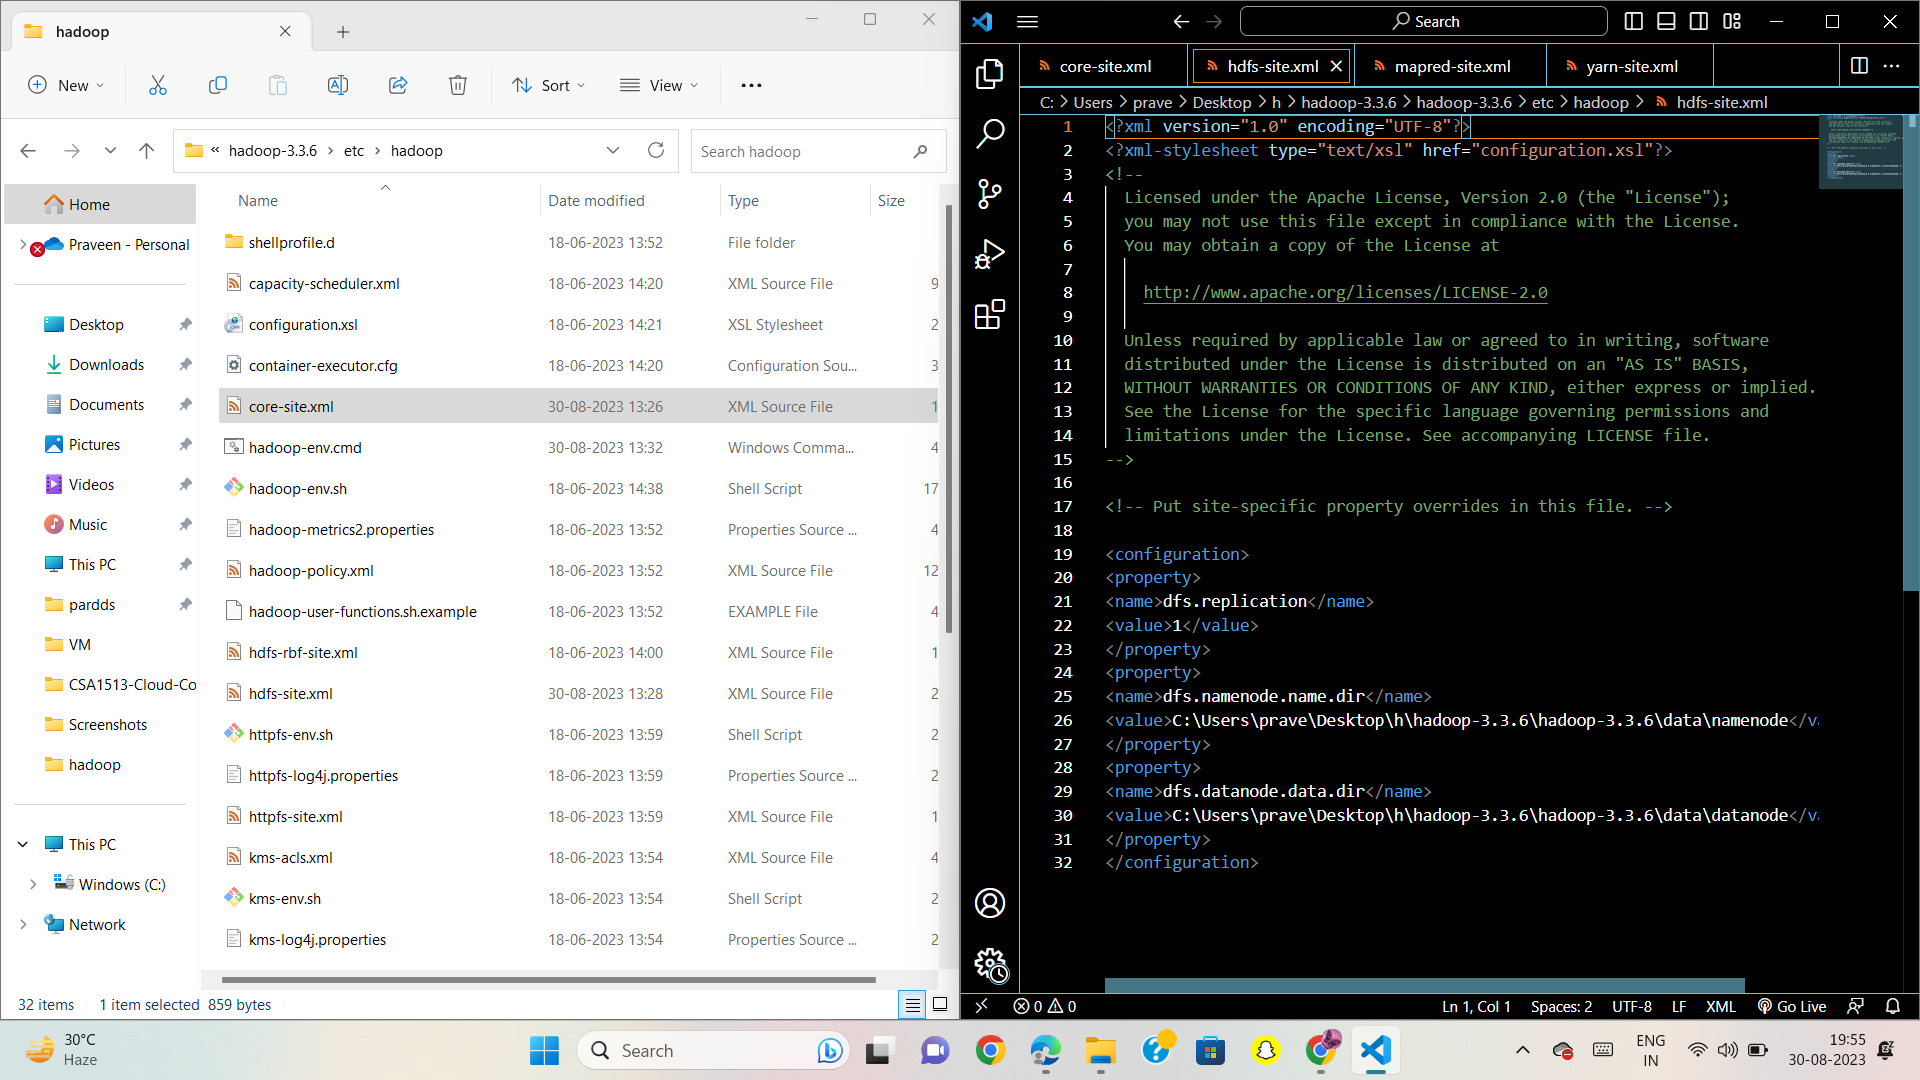 hadoop
New
Sort
View
« hadoop-3.3.6 > etc > hadoop
Search hadoop
Home
Praveen - Personal
Desktop
Downloads
Documents
Pictures
Videos
Music
This PC
pardds
VM
CSA1513-Cloud-Co
Screenshots
hadoop
This PC
Windows (C:)
Network
Name Date modified Type Size
shellprofile.d 18-06-2023 13:52 File folder
capacity-scheduler.xml 18-06-2023 14:20 XML Source File 9
configuration.xsl 18-06-2023 14:21 XSL Stylesheet 2
container-executor.cfg 18-06-2023 14:20 Configuration Sou... 3
core-site.xml 30-08-2023 13:26 XML Source File 1
hadoop-env.cmd 30-08-2023 13:32 Windows Comma... 4
hadoop-env.sh 18-06-2023 14:38 Shell Script 17
hadoop-metrics2.properties 18-06-2023 13:52 Properties Source ... 4
hadoop-policy.xml 18-06-2023 13:52 XML Source File 12
hadoop-user-functions.sh.example 18-06-2023 13:52 EXAMPLE File 4
hdfs-rbf-site.xml 18-06-2023 14:00 XML Source File 1
hdfs-site.xml 30-08-2023 13:28 XML Source File 2
httpfs-env.sh 18-06-2023 13:59 Shell Script 2
httpfs-log4j.properties 18-06-2023 13:59 Properties Source ... 2
httpfs-site.xml 18-06-2023 13:59 XML Source File 1
kms-acls.xml 18-06-2023 13:54 XML Source File 4
kms-env.sh 18-06-2023 13:54 Shell Script 2
kms-log4j.properties 18-06-2023 13:54 Properties Source ... 2
32 items 1 item selected 859 bytes
Search
core-site.xml hdfs-site.xml mapred-site.xml yarn-site.xml
C: > Users > prave > Desktop > h > hadoop-3.3.6 > hadoop-3.3.6 > etc > hadoop > hdfs-site.xml
1 <?xml version="1.0" encoding="UTF-8"?>
2 <?xml-stylesheet type="text/xsl" href="configuration.xsl"?>
3 <!--
4 Licensed under the Apache License, Version 2.0 (the "License");
5 you may not use this file except in compliance with the License.
6 You may obtain a copy of the License at
7
8 http://www.apache.org/licenses/LICENSE-2.0
9
10 Unless required by applicable law or agreed to in writing, software
11 distributed under the License is distributed on an "AS IS" BASIS,
12 WITHOUT WARRANTIES OR CONDITIONS OF ANY KIND, either express or implied.
13 See the License for the specific language governing permissions and
14 limitations under the License. See accompanying LICENSE file.
15 -->
16
17 <!-- Put site-specific property overrides in this file. -->
18
19 <configuration>
20 <property>
21 <name>dfs.replication</name>
22 <value>1</value>
23 </property>
24 <property>
25 <name>dfs.namenode.name.dir</name>
26 <value>C:\Users\prave\Desktop\h\hadoop-3.3.6\hadoop-3.3.6\data\namenode</va
27 </property>
28 <property>
29 <name>dfs.datanode.data.dir</name>
30 <value>C:\Users\prave\Desktop\h\hadoop-3.3.6\hadoop-3.3.6\data\datanode</va
31 </property>
32 </configuration>
0 0
Ln 1, Col 1 Spaces: 2 UTF-8 LF XML Go Live
30°C
Haze
Search
ENG
IN
19:55
30-08-2023